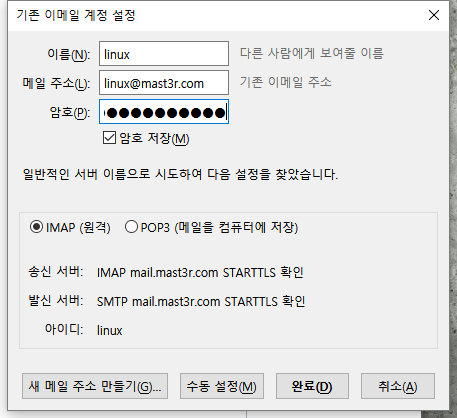 기존 이메일 계정 설정
이름(N): linux 다른 사람에게 보여줄 이름
메일 주소(L): linux@mast3r.com 기존 이메일 주소
암호(P): ●●●●●●●●●●
암호 저장(M)
일반적인 서버 이름으로 시도하여 다음 설정을 찾았습니다.
IMAP (원격) POP3 (메일을 컴퓨터에 저장)
송신 서버: IMAP mail.mast3r.com STARTTLS 확인
발신 서버: SMTP mail.mast3r.com STARTTLS 확인
아이디: linux
새 메일 주소 만들기(G)... 수동 설정(M) 완료(D) 취소(A)